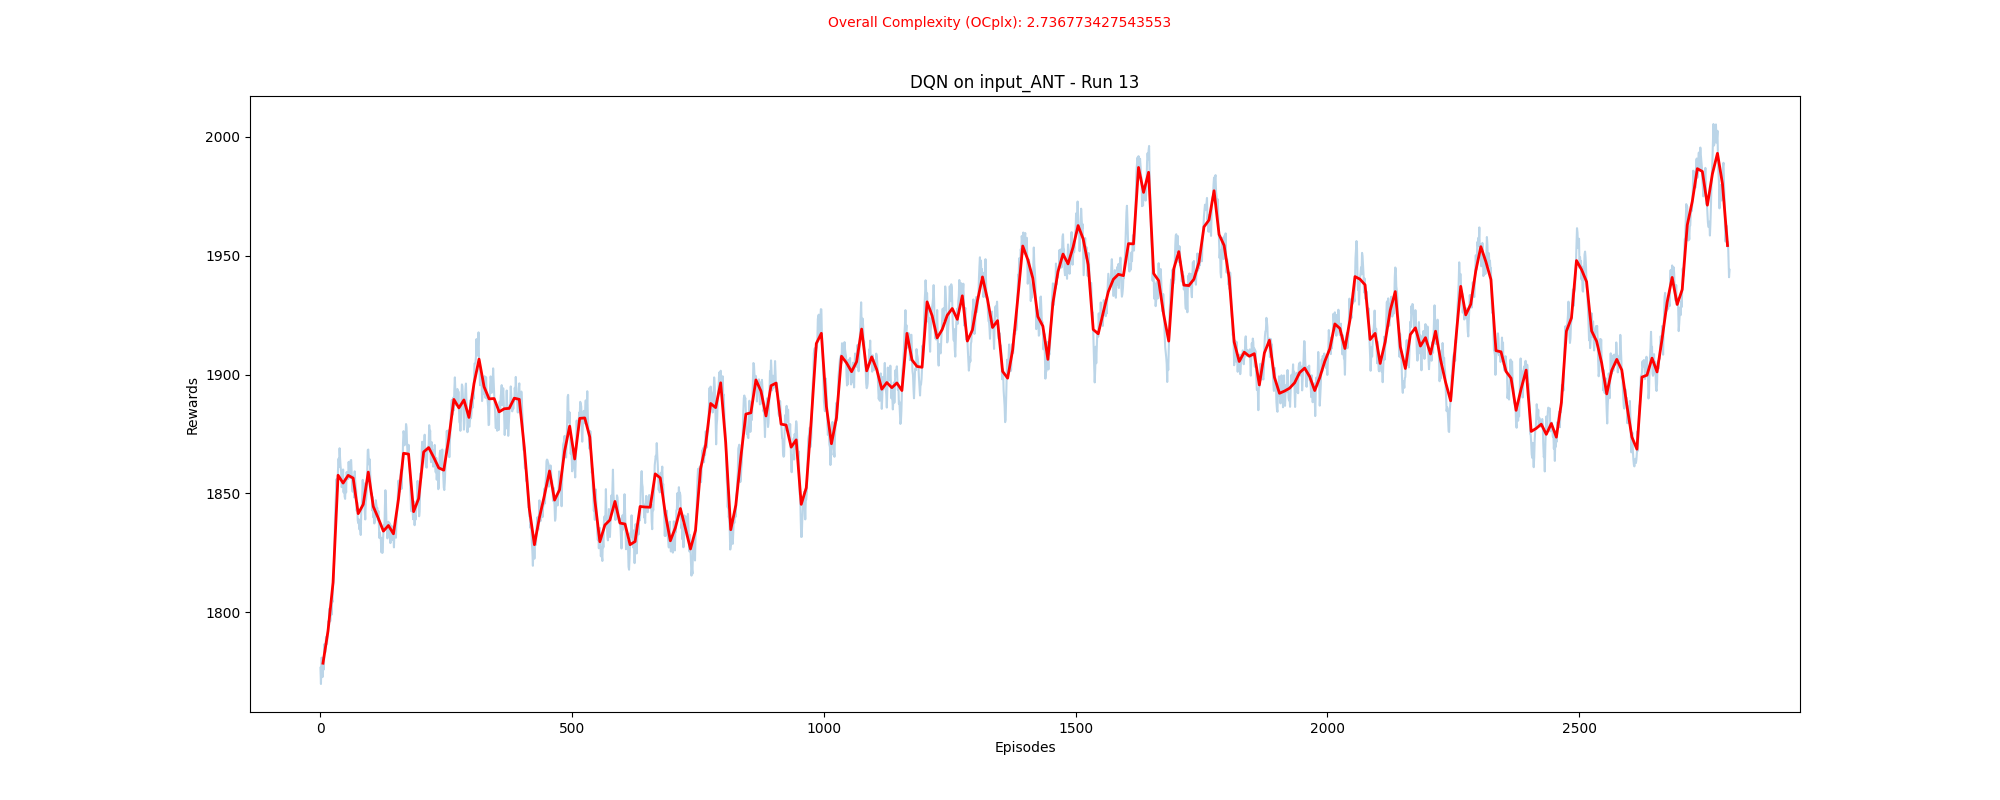 Overall Complexity (OCplx): 2.736773427543553
DQN on input_ANT - Run 13
2000
1950
1900
1850
1800
Rewards
0 500 1000 1500 2000 2500
Episodes